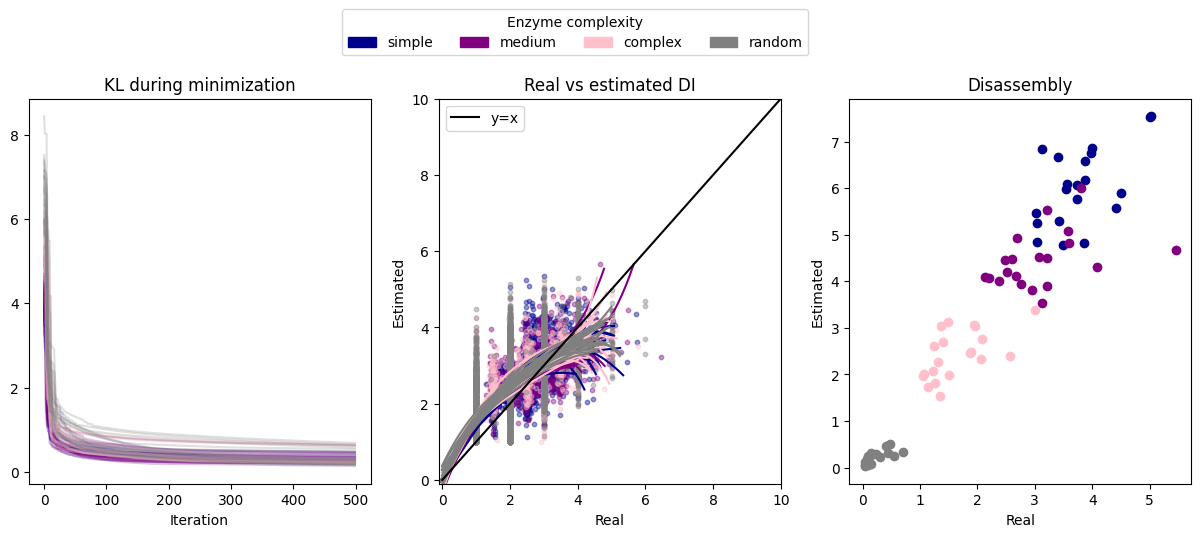 Enzyme complexity
simple medium complex random
KL during minimization
8
6
4
2
0
0 100 200 300 400 500
Iteration
Real vs estimated DI
y=x
Estimated
10
8
6
4
2
0
0 2 4 6 8 10
Real
Disassembly
Estimated
7
6
5
4
3
2
1
0
0 1 2 3 4 5
Real